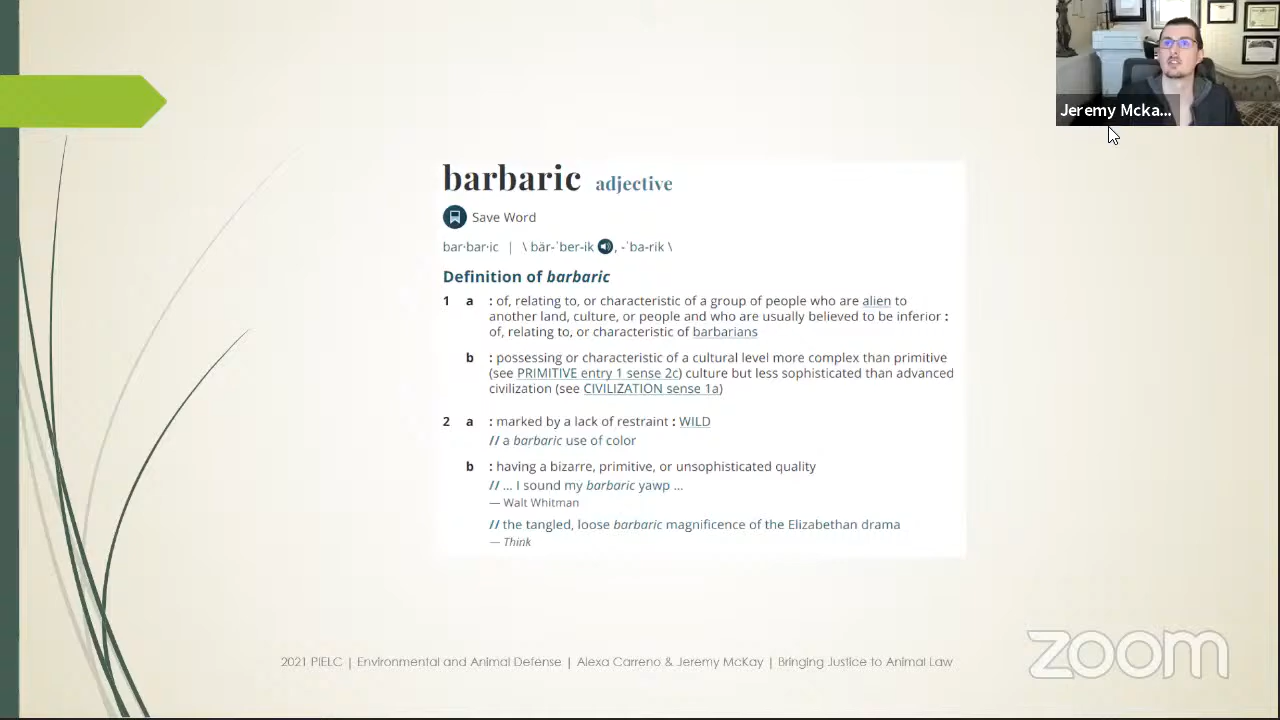 Jeremy Mcka...
barbaric adjective
Save Word
bar·bar·ic | \ bär-ˈber-ik , -ˈba-rik \
Definition of barbaric
1 a : of, relating to, or characteristic of a group of people who are alien to
another land, culture, or people and who are usually believed to be inferior :
of, relating to, or characteristic of barbarians
b : possessing or characteristic of a cultural level more complex than primitive
(see PRIMITIVE entry 1 sense 2c) culture but less sophisticated than advanced
civilization (see CIVILIZATION sense 1a)
2 a : marked by a lack of restraint : WILD
// a barbaric use of color
b : having a bizarre, primitive, or unsophisticated quality
// ... I sound my barbaric yawp ...
— Walt Whitman
// the tangled, loose barbaric magnificence of the Elizabethan drama
— Think
2021 PIELC | Environmental and Animal Defense | Alexa Carreno & Jeremy McKay | Bringing Justice to Animal Law
zoom